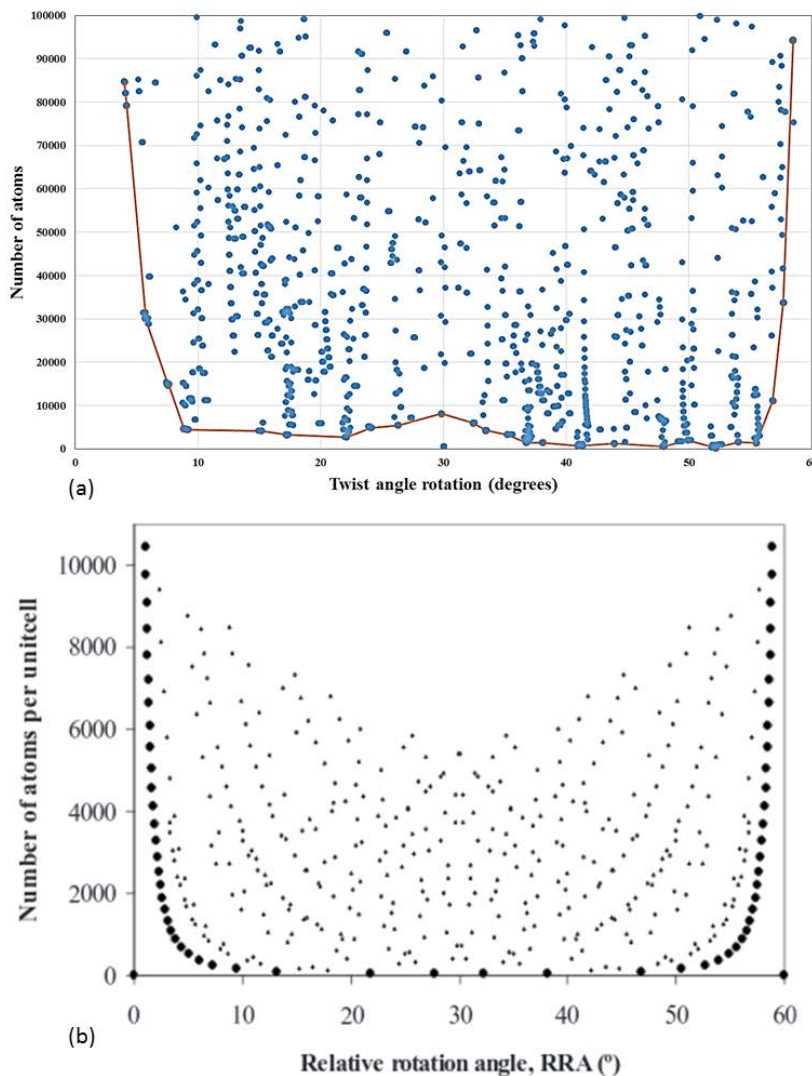 100000
90000
80000
70000
60000
50000
40000
30000
20000
10000
0
Number of atoms
0 10 20 30 40 50 60
Twist angle rotation (degrees)
(a)
10000
8000
6000
4000
2000
0
Number of atoms per unitcell
0 10 20 30 40 50 60
(b)
Relative rotation angle, RRA (º)